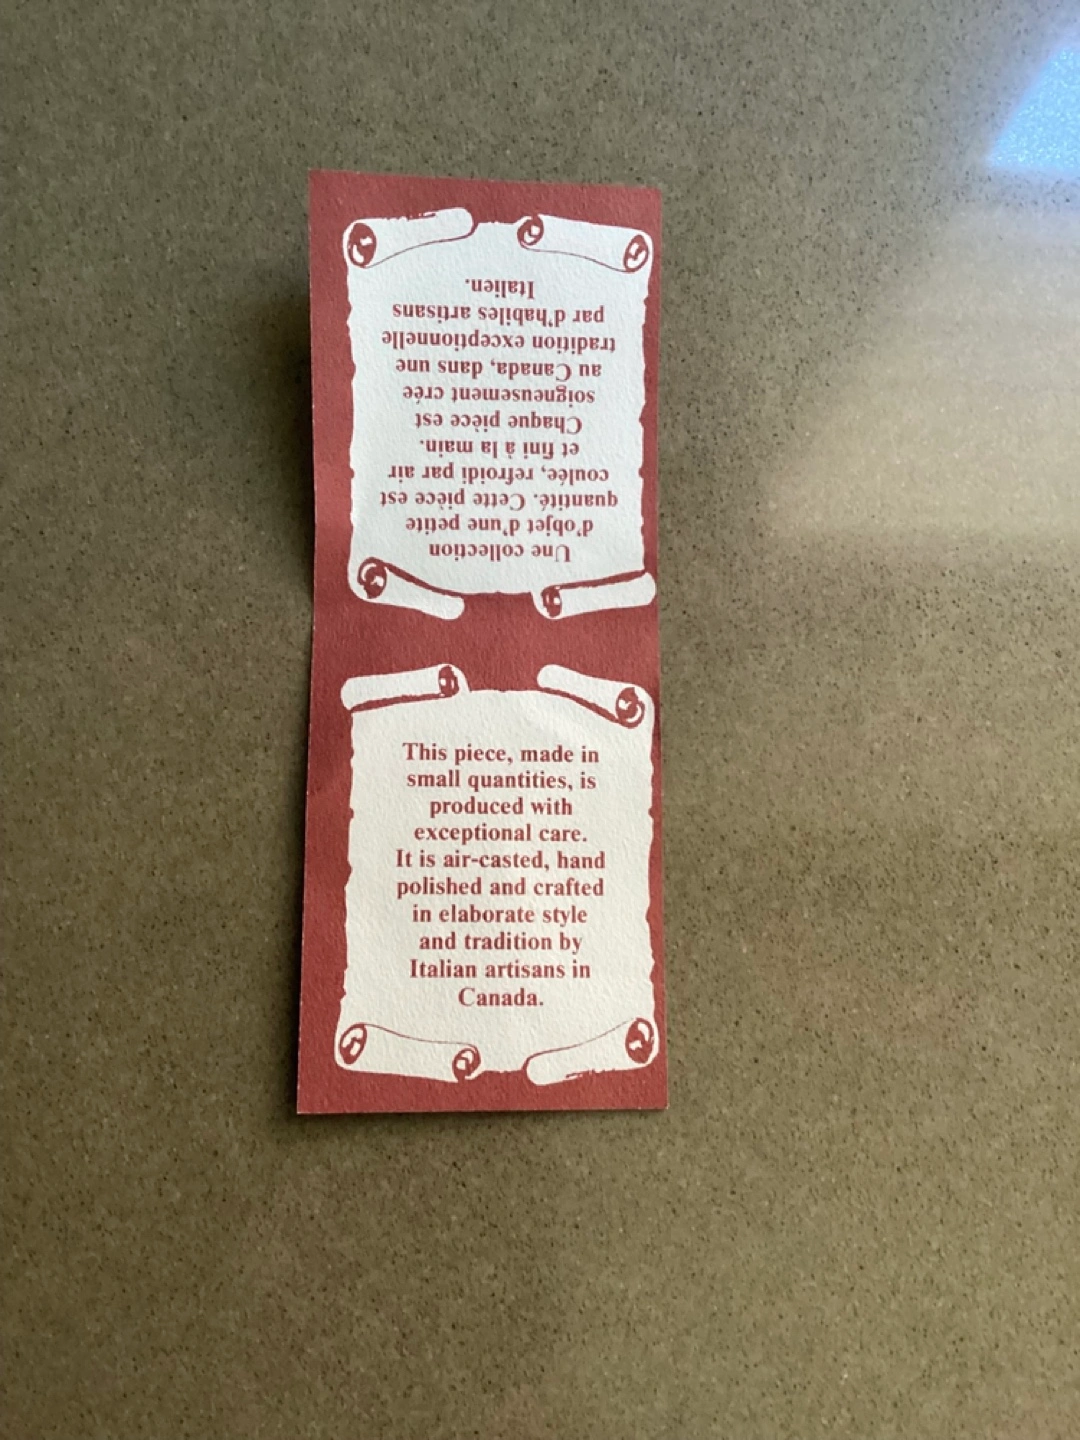 Une collection
d'objet d'une petite
quantité. Cette pièce est
coulée, refroidi par air
et fini à la main.
Chaque pièce est
soigneusement crée
au Canada, dans une
tradition exceptionnelle
par d'habiles artisans
Italien.
This piece, made in
small quantities, is
produced with
exceptional care.
It is air-casted, hand
polished and crafted
in elaborate style
and tradition by
Italian artisans in
Canada.